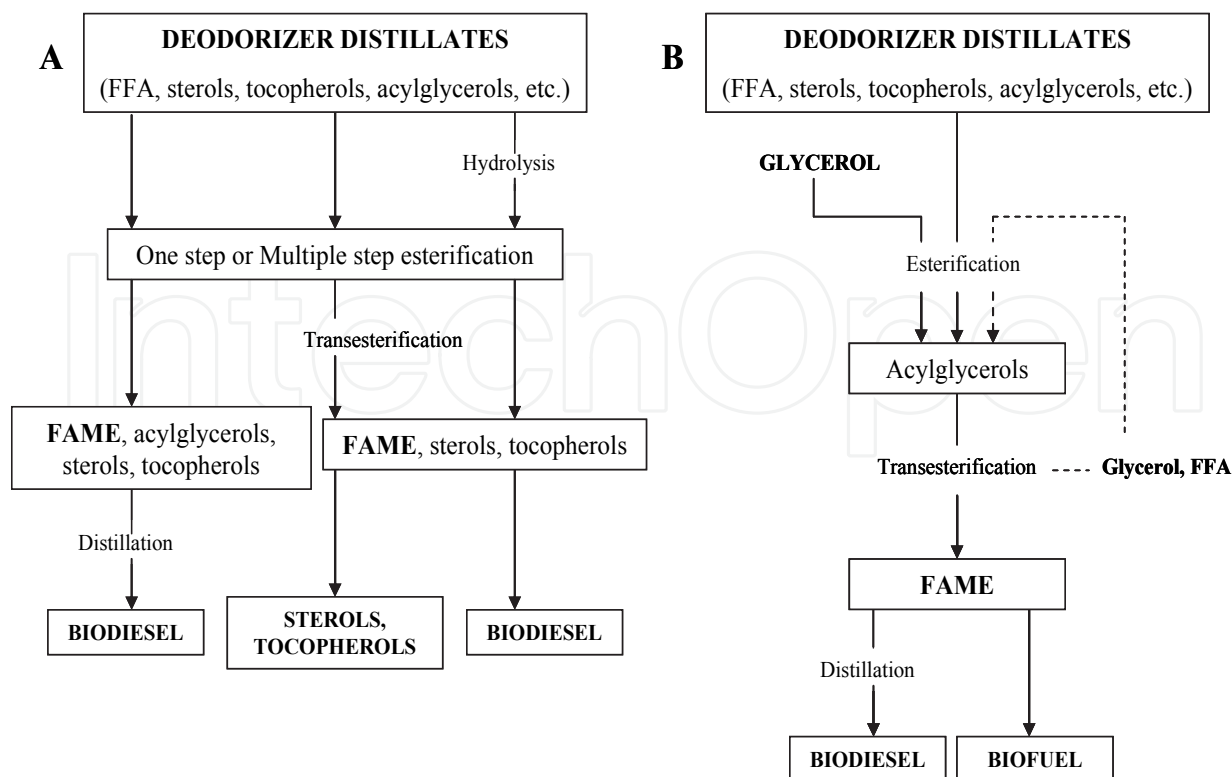 A
DEODORIZER DISTILLATES
(FFA, sterols, tocopherols, acylglycerols, etc.)
Hydrolysis
One step or Multiple step esterification
Transesterification
FAME, acylglycerols,
sterols, tocopherols
FAME, sterols, tocopherols
Distillation
BIODIESEL
STEROLS,
TOCOPHEROLS
BIODIESEL
B
DEODORIZER DISTILLATES
(FFA, sterols, tocopherols, acylglycerols, etc.)
GLYCEROL
Esterification
Acylglycerols
Transesterification
Glycerol, FFA
FAME
Distillation
BIODIESEL
BIOFUEL
IntechOpen